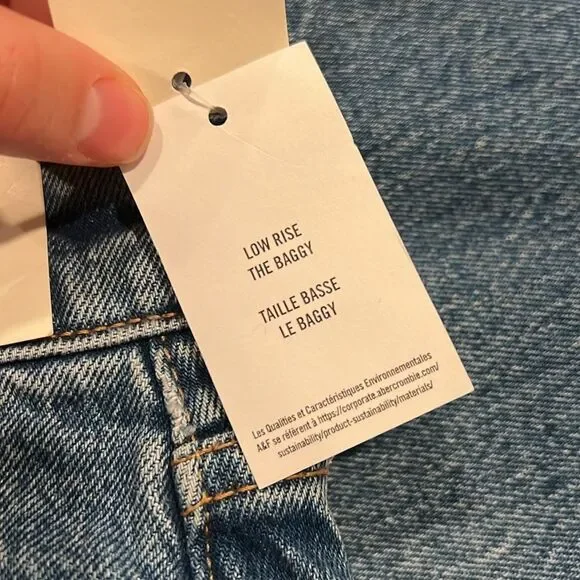 LOW RISE
THE BAGGY
TAILLE BASSE
LE BAGGY
Les Qualities et Caractéristiques Environnementales
A&F se réfèrent à https://corporate.abercrombie.com/
sustainability/product-sustainability/materials/